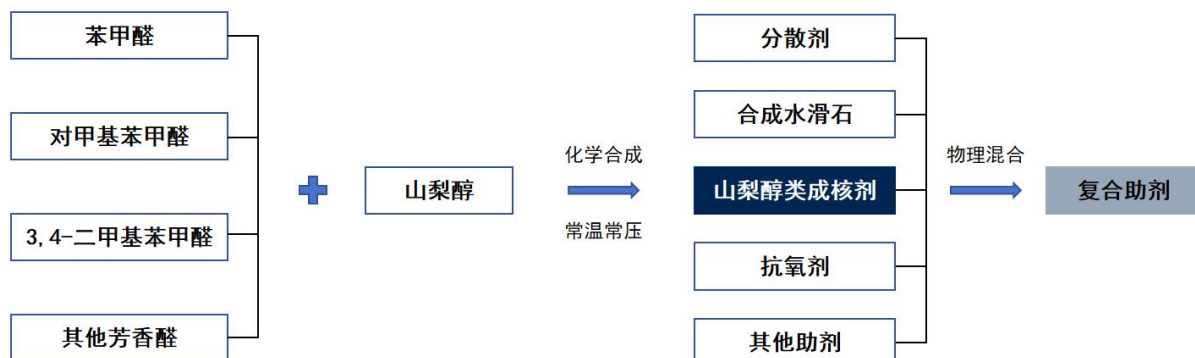 苯甲醛
对甲基苯甲醛
3,4-二甲基苯甲醛
其他芳香醛
山梨醇
化学合成
常温常压
分散剂
合成水滑石
山梨醇类成核剂
抗氧剂
其他助剂
物理混合
复合助剂